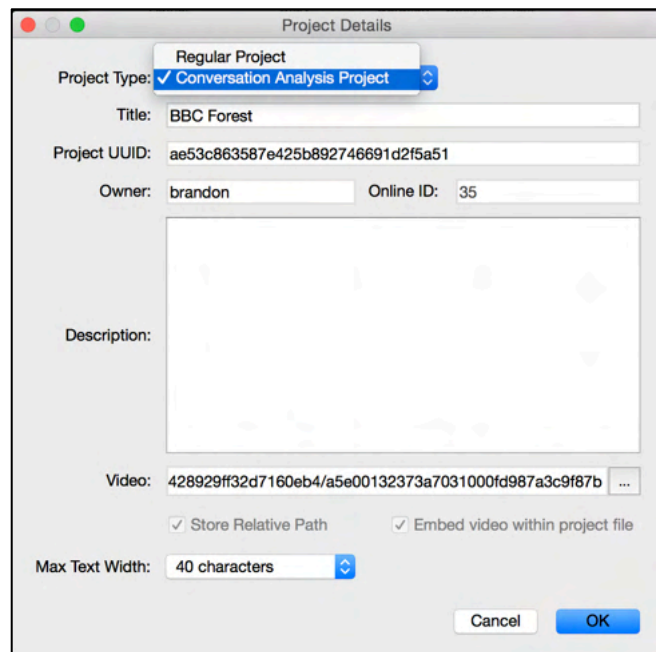 Project Details
Regular Project
Project Type: ✓ Conversation Analysis Project
Title: BBC Forest
Project UUID: ae53c863587e425b892746691d2f5a51
Owner: brandon Online ID: 35
Description:
Video: 428929ff32d7160eb4/a5e00132373a7031000fd987a3c9f87b ...
✓ Store Relative Path ✓ Embed video within project file
Max Text Width: 40 characters
Cancel OK